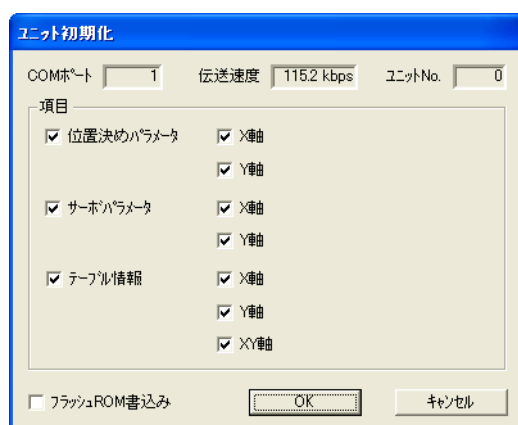 ﾕﾆｯﾄ初期化
COMﾎﾟｰﾄ 1 伝送速度 115.2 kbps ﾕﾆｯﾄNo. 0
項目
位置決めﾊﾟﾗﾒｰﾀ X軸
Y軸
ｻｰﾎﾞﾊﾟﾗﾒｰﾀ X軸
Y軸
ﾃｰﾌﾞﾙ情報 X軸
Y軸
XY軸
ﾌﾗｯｼｭROM書込み OK ｷｬﾝｾﾙ